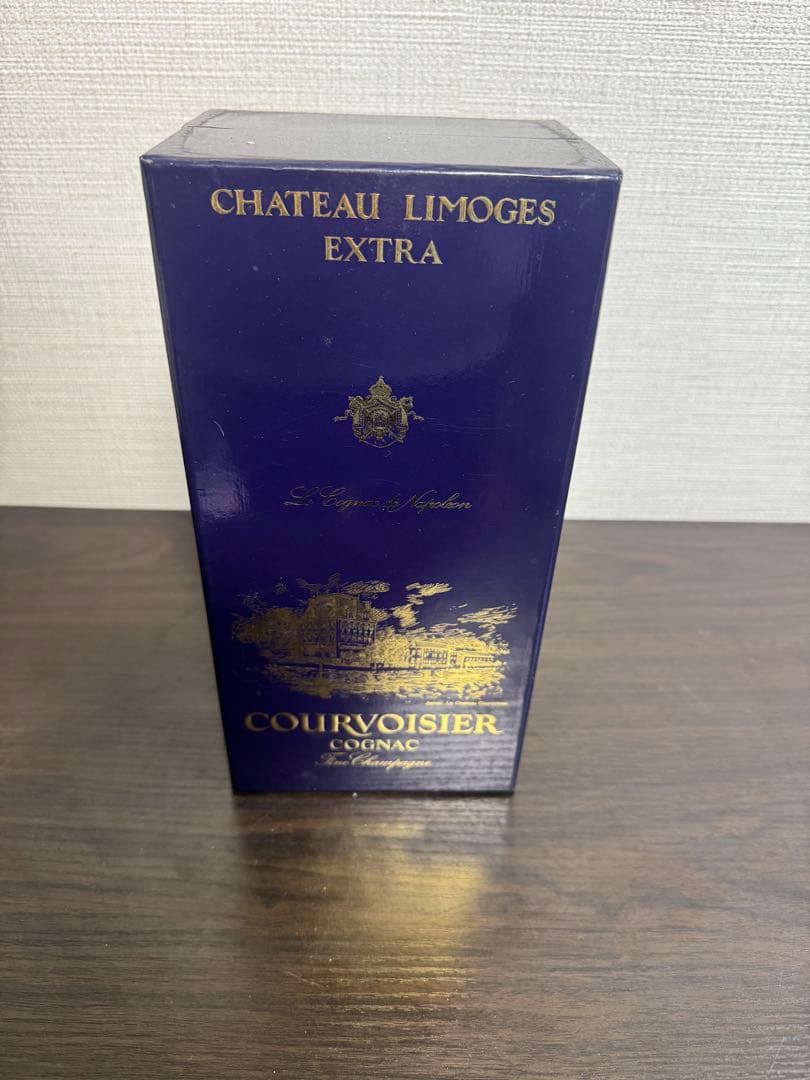 CHATEAU LIMOGES
EXTRA
Le Cognac de Napoleon
COURVOISIER
COGNAC
Fine Champagne